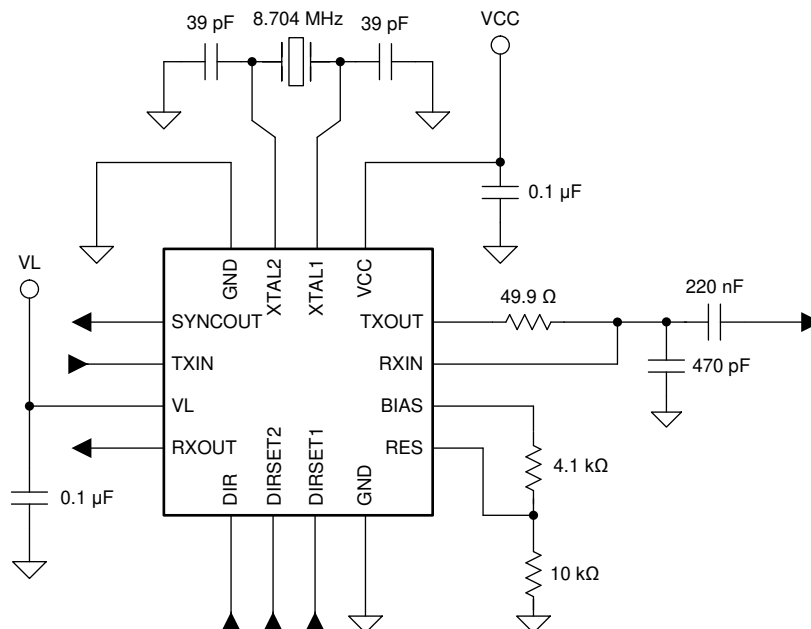 39 pF
8.704 MHz
39 pF
VCC
0.1 µF
VL
GND
XTAL2
XTAL1
VCC
49.9 Ω
220 nF
SYNCOUT
TXOUT
TXIN
RXIN
470 pF
VL
BIAS
RXOUT
RES
4.1 kΩ
0.1 µF
DIR
DIRSET2
DIRSET1
GND
10 kΩ